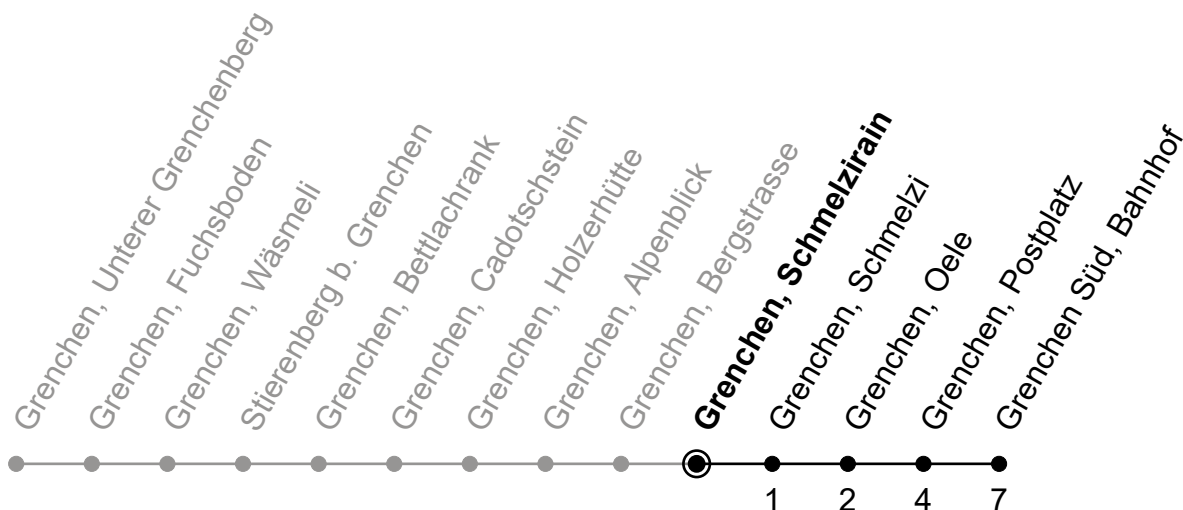 Grenchen, Unterer Grenchenberg
Grenchen, Fuchsboden
Grenchen, Wäsmeli
Stierenberg b. Grenchen
Grenchen, Bettlachrank
Grenchen, Cadotschstein
Grenchen, Holzerhütte
Grenchen, Alpenblick
Grenchen, Bergstrasse
Grenchen, Schmelzirain
Grenchen, Schmelzi
Grenchen, Oele
Grenchen, Postplatz
Grenchen Süd, Bahnhof
1 2 4 7